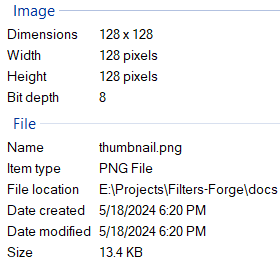 Image
Dimensions 128 x 128
Width 128 pixels
Height 128 pixels
Bit depth 8
File
Name thumbnail.png
Item type PNG File
File location E:\Projects\Filters-Forge\docs
Date created 5/18/2024 6:20 PM
Date modified 5/18/2024 6:20 PM
Size 13.4 KB